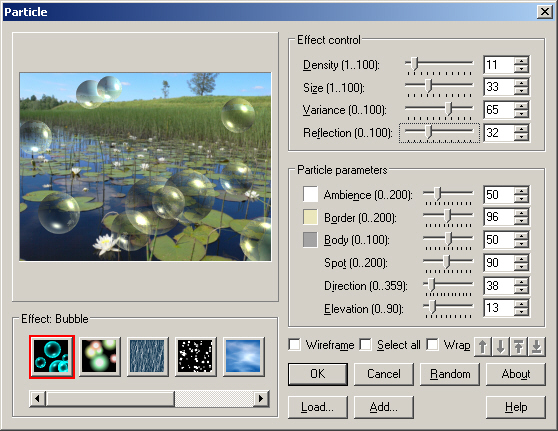 Particle
Effect control
Density (1..100): 11
Size (1..100): 33
Variance (0..100): 65
Reflection (0..100): 32
Particle parameters
Ambience (0..200): 50
Border (0..200): 96
Body (0..100): 50
Spot (0..200): 90
Direction (0..359): 38
Elevation (0..90): 13
Effect: Bubble
Wireframe Select all Wrap
OK Cancel Random About
Load... Add... Help